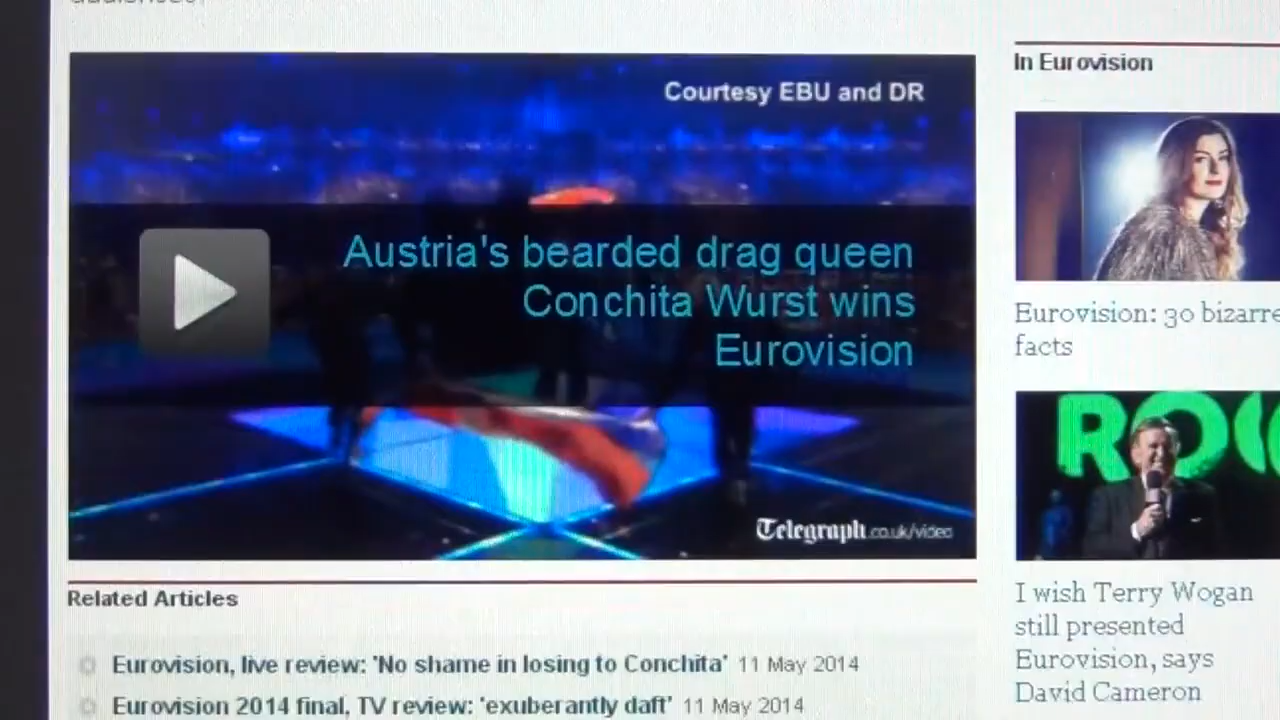 Courtesy EBU and DR
Austria's bearded drag queen
Conchita Wurst wins
Eurovision
Telegraph.co.uk/video
Related Articles
Eurovision, live review: 'No shame in losing to Conchita' 11 May 2014
Eurovision 2014 final, TV review: 'exuberantly daft' 11 May 2014
In Eurovision
Eurovision: 30 bizarre
facts
I wish Terry Wogan
still presented
Eurovision, says
David Cameron